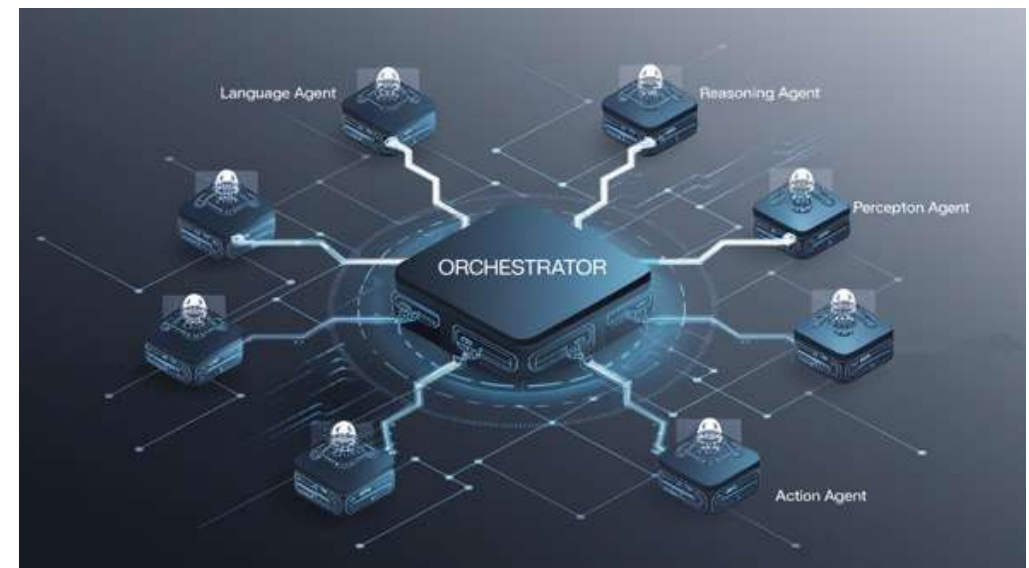 Language Agent
Reasoning Agent
Percepton Agent
ORCHESTRATOR
Action Agent